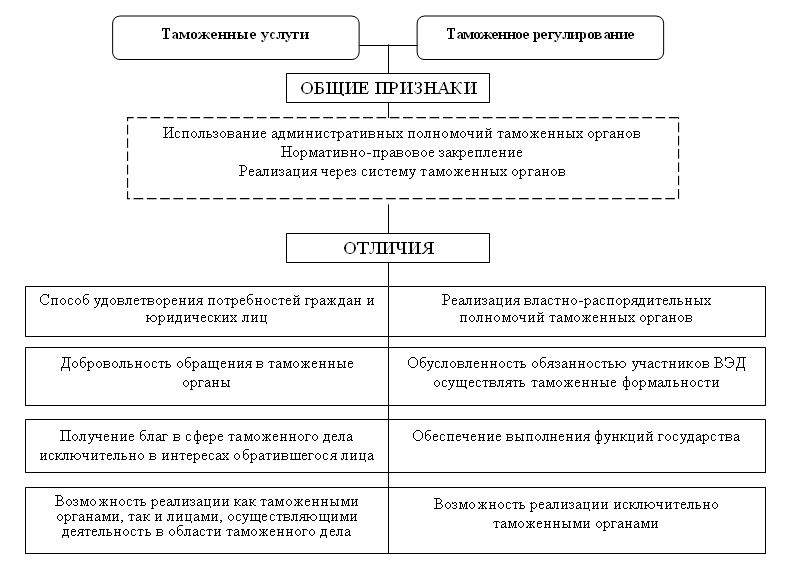 Таможенные услуги
Таможенное регулирование
ОБЩИЕ ПРИЗНАКИ
Использование административных полномочий таможенных органов
Нормативно-правовое закрепление
Реализация через систему таможенных органов
ОТЛИЧИЯ
Способ удовлетворения потребностей граждан и
юридических лиц
Реализация властно-распорядительных
полномочий таможенных органов
Добровольность обращения в таможенные
органы
Обусловленность обязанностью участников ВЭД
осуществлять таможенные формальности
Получение благ в сфере таможенного дела
исключительно в интересах обратившегося лица
Обеспечение выполнения функций государства
Возможность реализации как таможенными
органами, так и лицами, осуществляющими
деятельность в области таможенного дела
Возможность реализации исключительно
таможенными органами